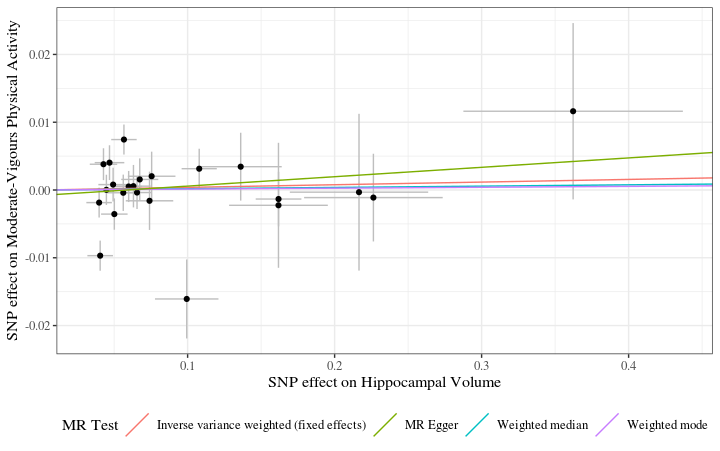 SNP effect on Moderate-Vigours Physical Activity
0.02
0.01
0.00
-0.01
-0.02
0.1 0.2 0.3 0.4
SNP effect on Hippocampal Volume
MR Test Inverse variance weighted (fixed effects) MR Egger Weighted median Weighted mode